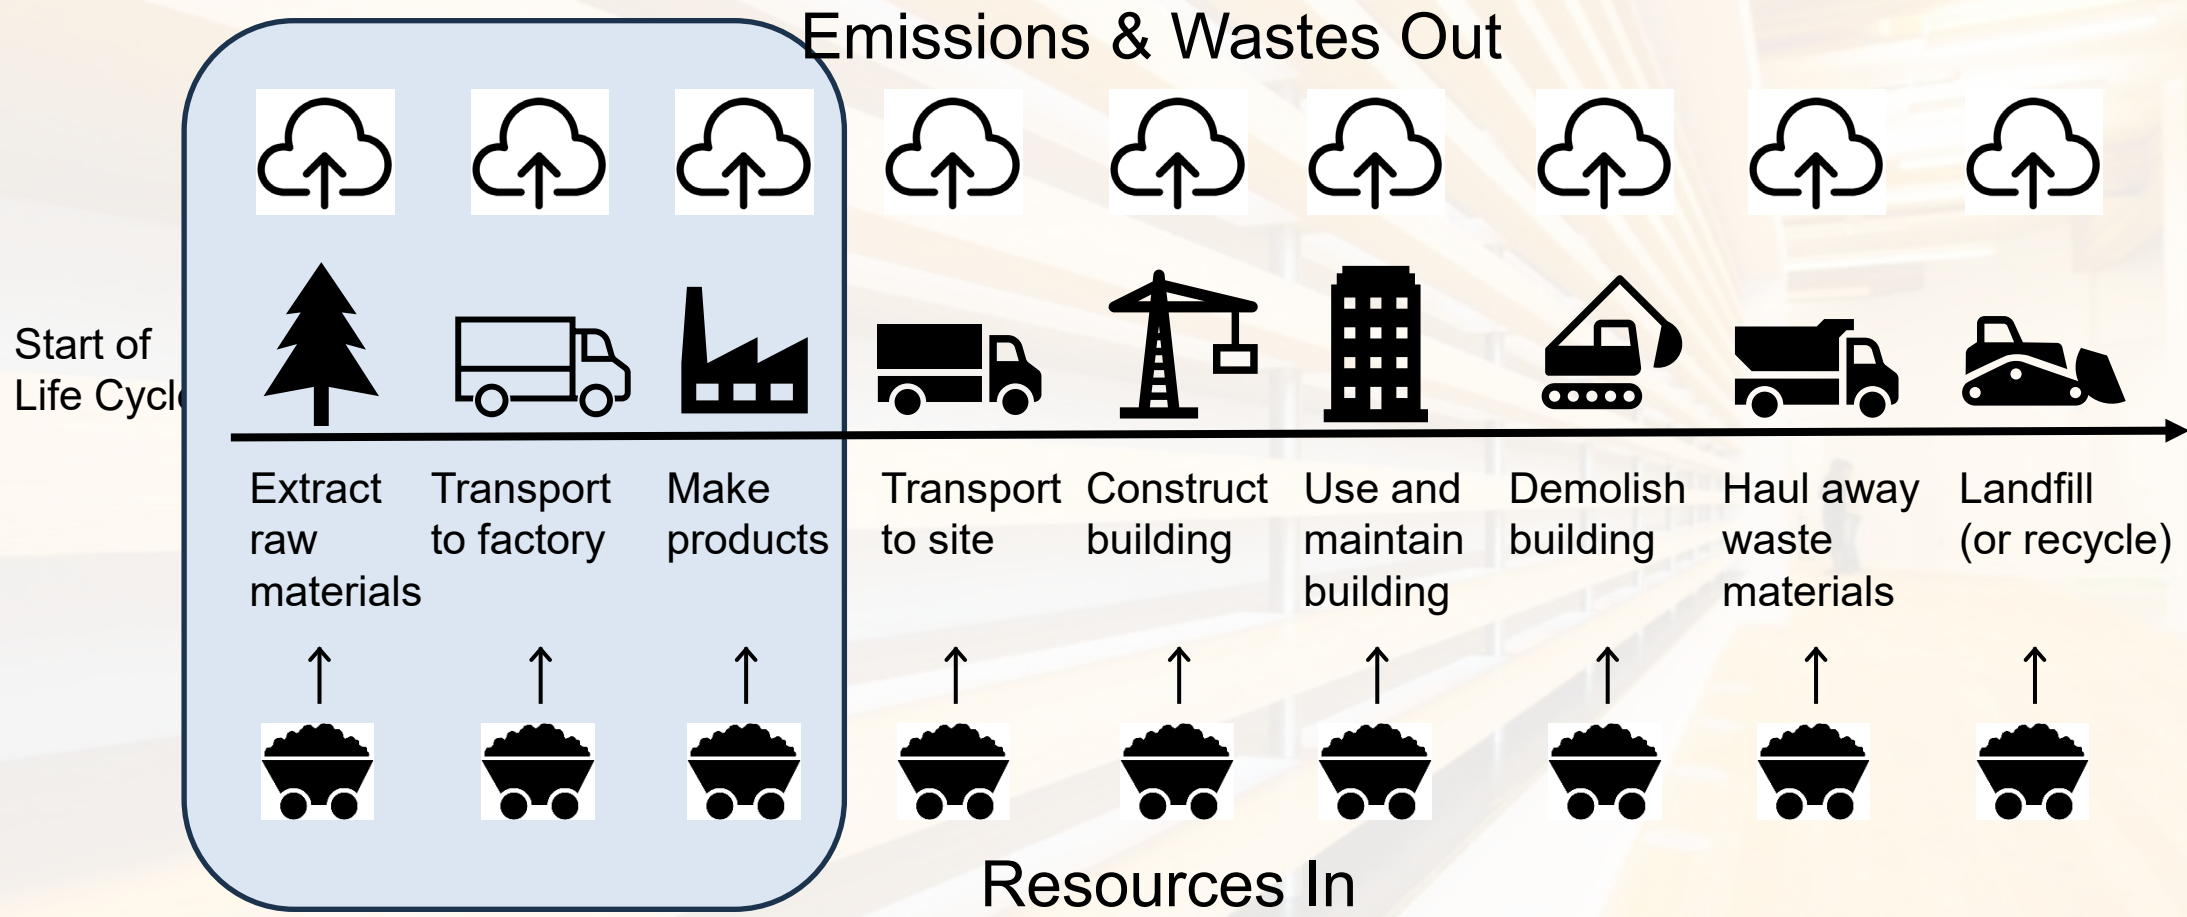 Emissions & Wastes Out
Start of
Life Cycl
Extract
raw
materials
Transport
to factory
Make
products
Transport
to site
Construct
building
Use and
maintain
building
Demolish
building
Haul away
waste
materials
Landfill
(or recycle)
Resources In